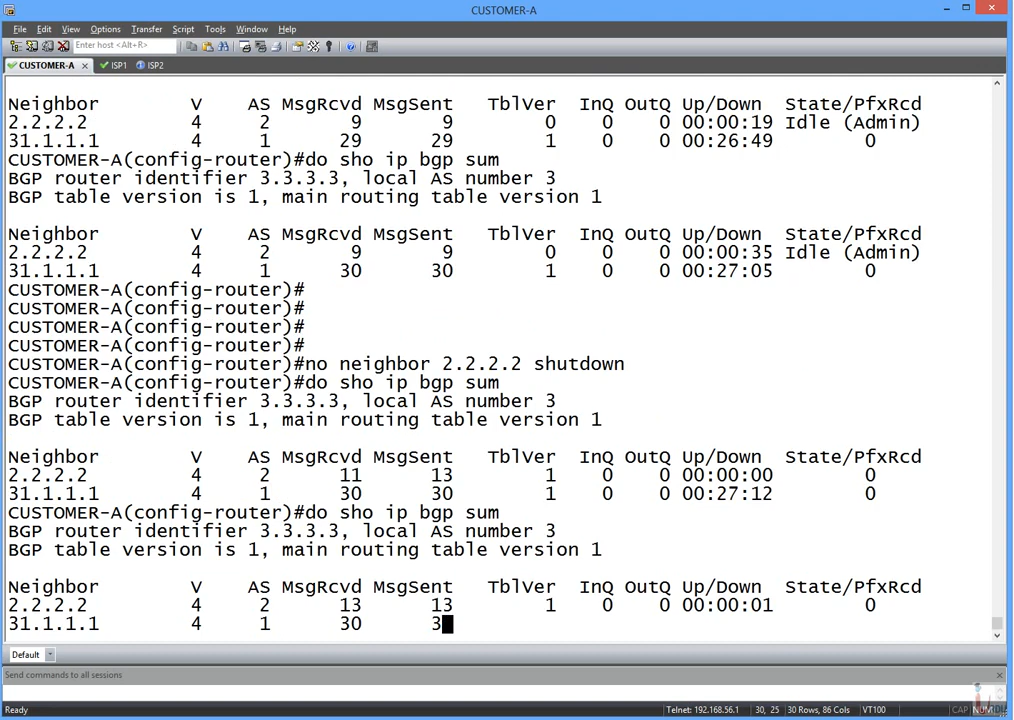 CUSTOMER-A
File Edit View Options Transfer Script Tools Window Help
Enter host <Alt+R>
CUSTOMER-A × ISP1 ISP2
Neighbor V AS MsgRcvd MsgSent TblVer InQ OutQ Up/Down State/PfxRcd
2.2.2.2 4 2 9 9 0 0 0 00:00:19 Idle (Admin)
31.1.1.1 4 1 29 29 1 0 0 00:26:49 0
CUSTOMER-A(config-router)#do sho ip bgp sum
BGP router identifier 3.3.3.3, local AS number 3
BGP table version is 1, main routing table version 1
Neighbor V AS MsgRcvd MsgSent TblVer InQ OutQ Up/Down State/PfxRcd
2.2.2.2 4 2 9 9 0 0 0 00:00:35 Idle (Admin)
31.1.1.1 4 1 30 30 1 0 0 00:27:05 0
CUSTOMER-A(config-router)#
CUSTOMER-A(config-router)#
CUSTOMER-A(config-router)#
CUSTOMER-A(config-router)#
CUSTOMER-A(config-router)#no neighbor 2.2.2.2 shutdown
CUSTOMER-A(config-router)#do sho ip bgp sum
BGP router identifier 3.3.3.3, local AS number 3
BGP table version is 1, main routing table version 1
Neighbor V AS MsgRcvd MsgSent TblVer InQ OutQ Up/Down State/PfxRcd
2.2.2.2 4 2 11 13 1 0 0 00:00:00 0
31.1.1.1 4 1 30 30 1 0 0 00:27:12 0
CUSTOMER-A(config-router)#do sho ip bgp sum
BGP router identifier 3.3.3.3, local AS number 3
BGP table version is 1, main routing table version 1
Neighbor V AS MsgRcvd MsgSent TblVer InQ OutQ Up/Down State/PfxRcd
2.2.2.2 4 2 13 13 1 0 0 00:00:01 0
31.1.1.1 4 1 30 3
Default
Send commands to all sessions
Ready Telnet: 192.168.56.1 30, 25 30 Rows, 86 Cols VT100 CAP NUM